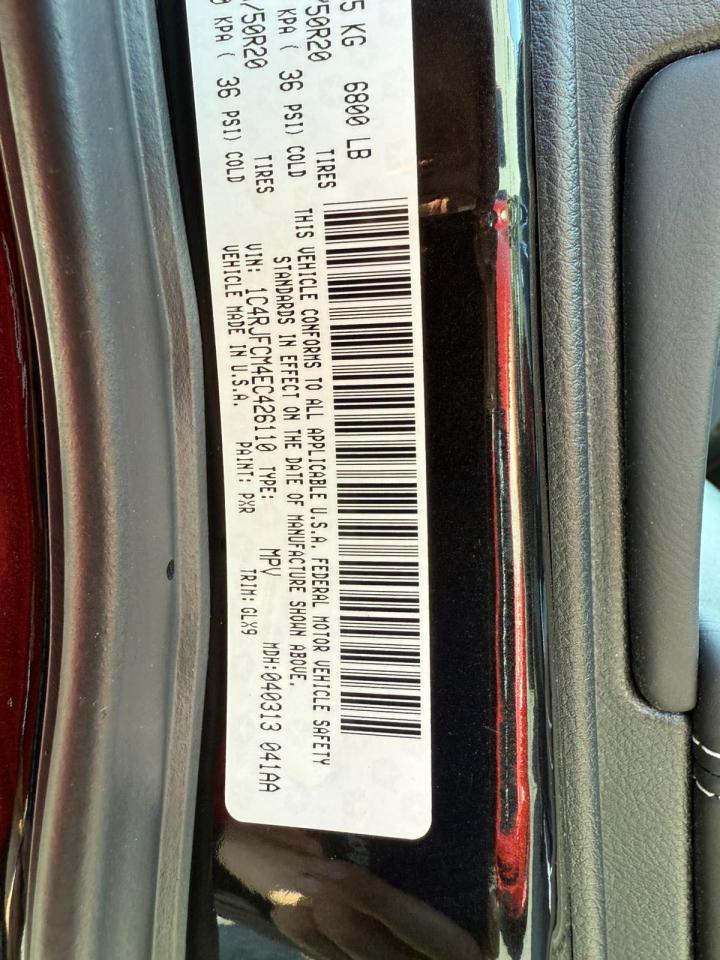 5 KG 6800 LB
/50R20 TIRES
KPA ( 36 PSI) COLD
/50R20 TIRES
0 KPA ( 36 PSI) COLD
THIS VEHICLE CONFORMS TO ALL APPLICABLE U.S.A. FEDERAL MOTOR VEHICLE SAFETY
STANDARDS IN EFFECT ON THE DATE OF MANUFACTURE SHOWN ABOVE.
VIN: 1C4RJFCM4EC426110 TYPE: MPV MDH:040313 041AA
VEHICLE MADE IN U.S.A. PAINT: PXR TRIM: GLX9